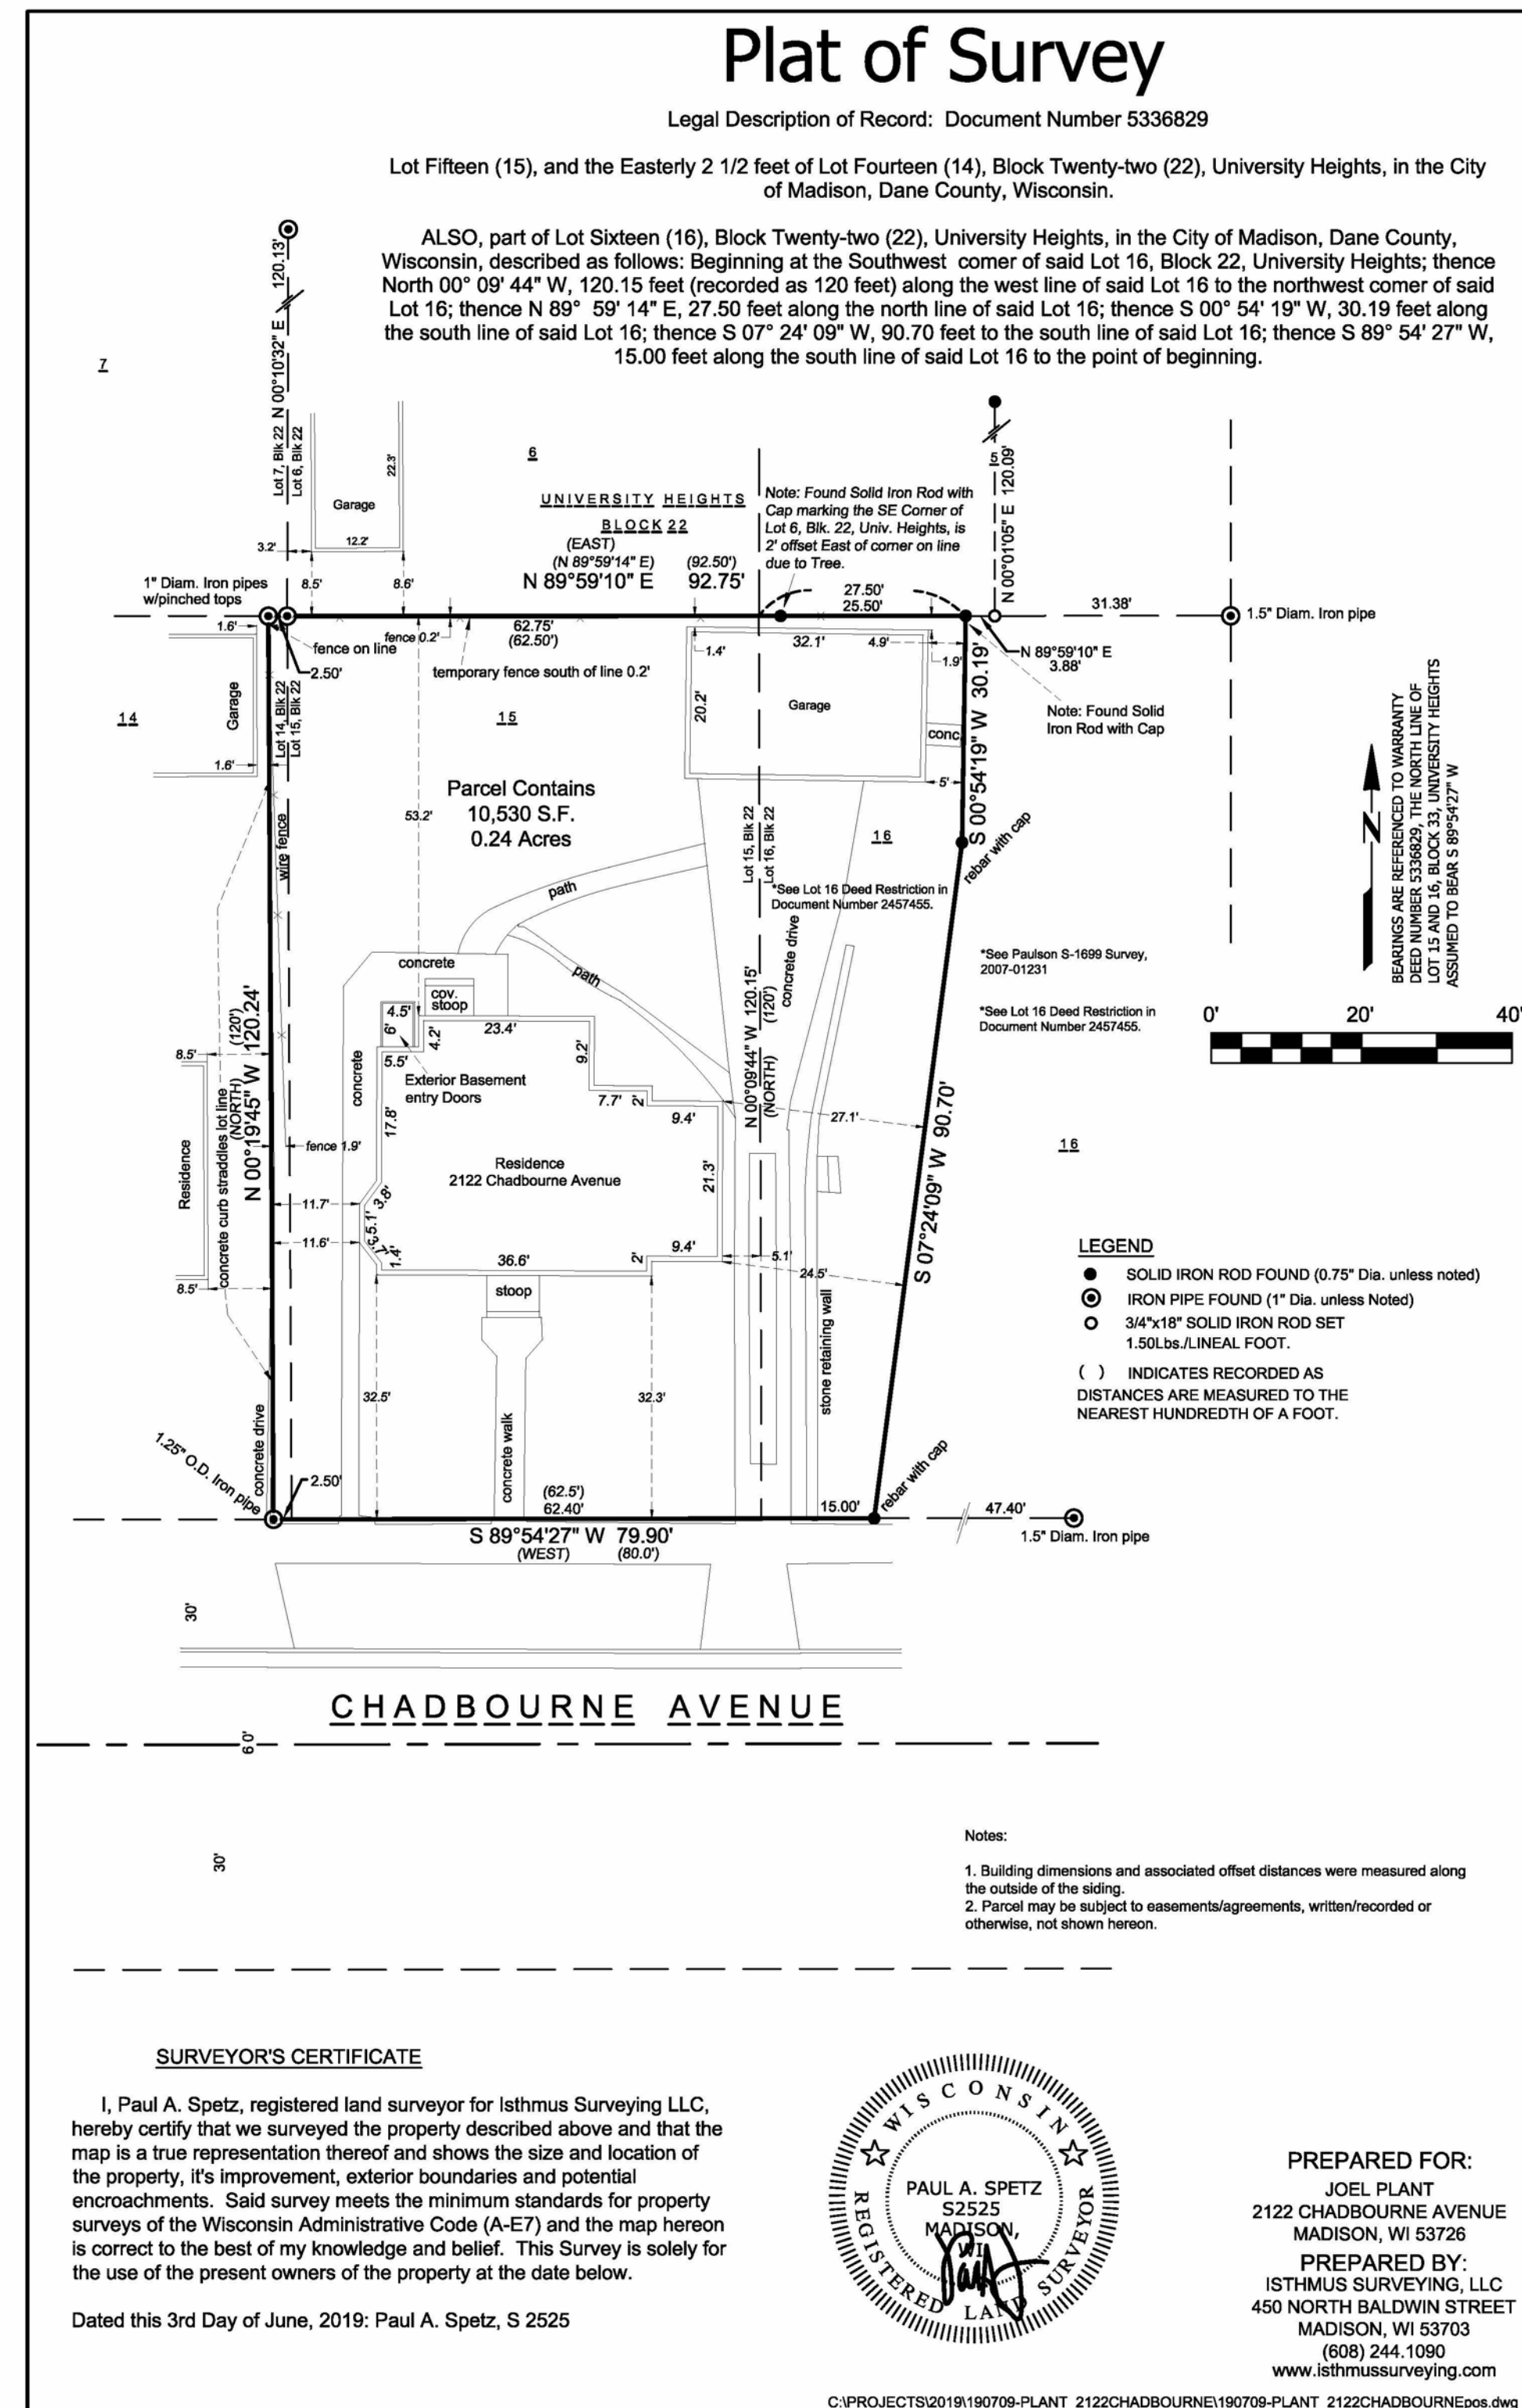 Plat of Survey
Legal Description of Record: Document Number 5336829
Lot Fifteen (15), and the Easterly 2 1/2 feet of Lot Fourteen (14), Block Twenty-two (22), University Heights, in the City
of Madison, Dane County, Wisconsin.
ALSO, part of Lot Sixteen (16), Block Twenty-two (22), University Heights, in the City of Madison, Dane County,
Wisconsin, described as follows: Beginning at the Southwest corner of said Lot 16, Block 22, University Heights; thence
North 00° 09' 44" W, 120.15 feet (recorded as 120 feet) along the west line of said Lot 16 to the northwest corner of said
Lot 16; thence N 89° 59' 14" E, 27.50 feet along the north line of said Lot 16; thence S 00° 54' 19" W, 30.19 feet along
the south line of said Lot 16; thence S 07° 24' 09" W, 90.70 feet to the south line of said Lot 16; thence S 89° 54' 27" W,
15.00 feet along the south line of said Lot 16 to the point of beginning.
7
Lot 7, Blk 22 N 00°10'32" E 120.13'
Lot 6, Blk 22
Garage
22.3'
12.2'
3.2'
8.5'
8.6'
6
UNIVERSITY HEIGHTS
BLOCK 22
(EAST)
(N 89°59'14" E) (92.50')
N 89°59'10" E 92.75'
Note: Found Solid Iron Rod with
Cap marking the SE Corner of
Lot 6, Blk. 22, Univ. Heights, is
2' offset East of corner on line
due to Tree.
5
N 00°01'05" E 120.09'
1" Diam. Iron pipes
w/pinched tops
27.50'
25.50'
31.38'
1.5" Diam. Iron pipe
1.6'
fence on line
2.50'
fence 0.2'
62.75'
(62.50')
temporary fence south of line 0.2'
1.4'
32.1'
4.9'
1.9'
N 89°59'10" E
3.88'
Note: Found Solid
Iron Rod with Cap
14
Garage
Lot 14, Blk 22
Lot 15, Blk 22
1.6'
15
20.2'
Garage
conc.
5'
S 00°54'19" W 30.19'
Parcel Contains
10,530 S.F.
0.24 Acres
53.2'
wire fence
Lot 15, Blk 22
Lot 16, Blk 22
16
rebar with cap
*See Lot 16 Deed Restriction in
Document Number 2457455.
path
path
concrete drive
*See Paulson S-1699 Survey,
2007-01231
*See Lot 16 Deed Restriction in
Document Number 2457455.
N
BEARINGS ARE REFERENCED TO WARRANTY
DEED NUMBER 5336829, THE NORTH LINE OF
LOT 15 AND 16, BLOCK 33, UNIVERSITY HEIGHTS
ASSUMED TO BEAR S 89°54'27" W
0' 20' 40'
concrete
cov.
stoop
4.5'
6'
4.2'
23.4'
9.2'
5.5'
Exterior Basement
entry Doors
7.7'
2'
9.4'
concrete
17.8'
N 00°09'44" W 120.15'
(NORTH) (120')
27.1'
16
8.5'
Residence
concrete curb straddles lot line
(NORTH) (120')
N 00°19'45" W 120.24'
fence 1.9'
Residence
2122 Chadbourne Avenue
21.3'
11.7'
3.8'
5.1'
11.6'
3.7'
1.4'
36.6'
2'
9.4'
5.1'
24.5'
S 07°24'09" W 90.70'
8.5'
stoop
stone retaining wall
32.5'
32.3'
concrete walk
concrete drive
1.25" O.D. Iron pipe
2.50'
(62.5')
62.40'
15.00'
rebar with cap
47.40'
1.5" Diam. Iron pipe
S 89°54'27" W 79.90'
(WEST) (80.0')
LEGEND
SOLID IRON ROD FOUND (0.75" Dia. unless noted)
IRON PIPE FOUND (1" Dia. unless Noted)
3/4"x18" SOLID IRON ROD SET
1.50Lbs./LINEAL FOOT.
( ) INDICATES RECORDED AS
DISTANCES ARE MEASURED TO THE
NEAREST HUNDREDTH OF A FOOT.
30'
CHADBOURNE AVENUE
60'
30'
Notes:
1. Building dimensions and associated offset distances were measured along
the outside of the siding.
2. Parcel may be subject to easements/agreements, written/recorded or
otherwise, not shown hereon.
SURVEYOR'S CERTIFICATE
I, Paul A. Spetz, registered land surveyor for Isthmus Surveying LLC,
hereby certify that we surveyed the property described above and that the
map is a true representation thereof and shows the size and location of
the property, it's improvement, exterior boundaries and potential
encroachments. Said survey meets the minimum standards for property
surveys of the Wisconsin Administrative Code (A-E7) and the map hereon
is correct to the best of my knowledge and belief. This Survey is solely for
the use of the present owners of the property at the date below.
Dated this 3rd Day of June, 2019: Paul A. Spetz, S 2525
WISCONSIN
PAUL A. SPETZ
S2525
MADISON,
WI
REGISTERED LAND SURVEYOR
PREPARED FOR:
JOEL PLANT
2122 CHADBOURNE AVENUE
MADISON, WI 53726
PREPARED BY:
ISTHMUS SURVEYING, LLC
450 NORTH BALDWIN STREET
MADISON, WI 53703
(608) 244.1090
www.isthmussurveying.com
C:\PROJECTS\2019\190709-PLANT_2122CHADBOURNE\190709-PLANT_2122CHADBOURNEpos.dwg